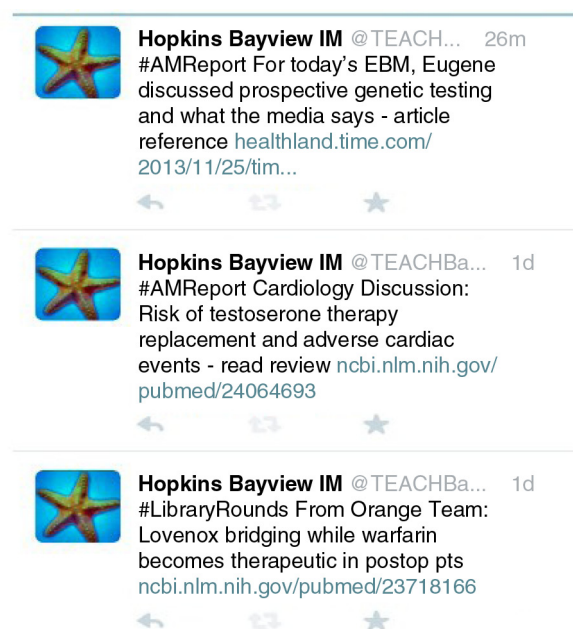 Hopkins Bayview IM @TEACH... 26m
#AMReport For today's EBM, Eugene
discussed prospective genetic testing
and what the media says - article
reference healthland.time.com/
2013/11/25/tim...
Hopkins Bayview IM @TEACHBa... 1d
#AMReport Cardiology Discussion:
Risk of testoserone therapy
replacement and adverse cardiac
events - read review ncbi.nlm.nih.gov/
pubmed/24064693
Hopkins Bayview IM @TEACHBa... 1d
#LibraryRounds From Orange Team:
Lovenox bridging while warfarin
becomes therapeutic in postop pts
ncbi.nlm.nih.gov/pubmed/23718166